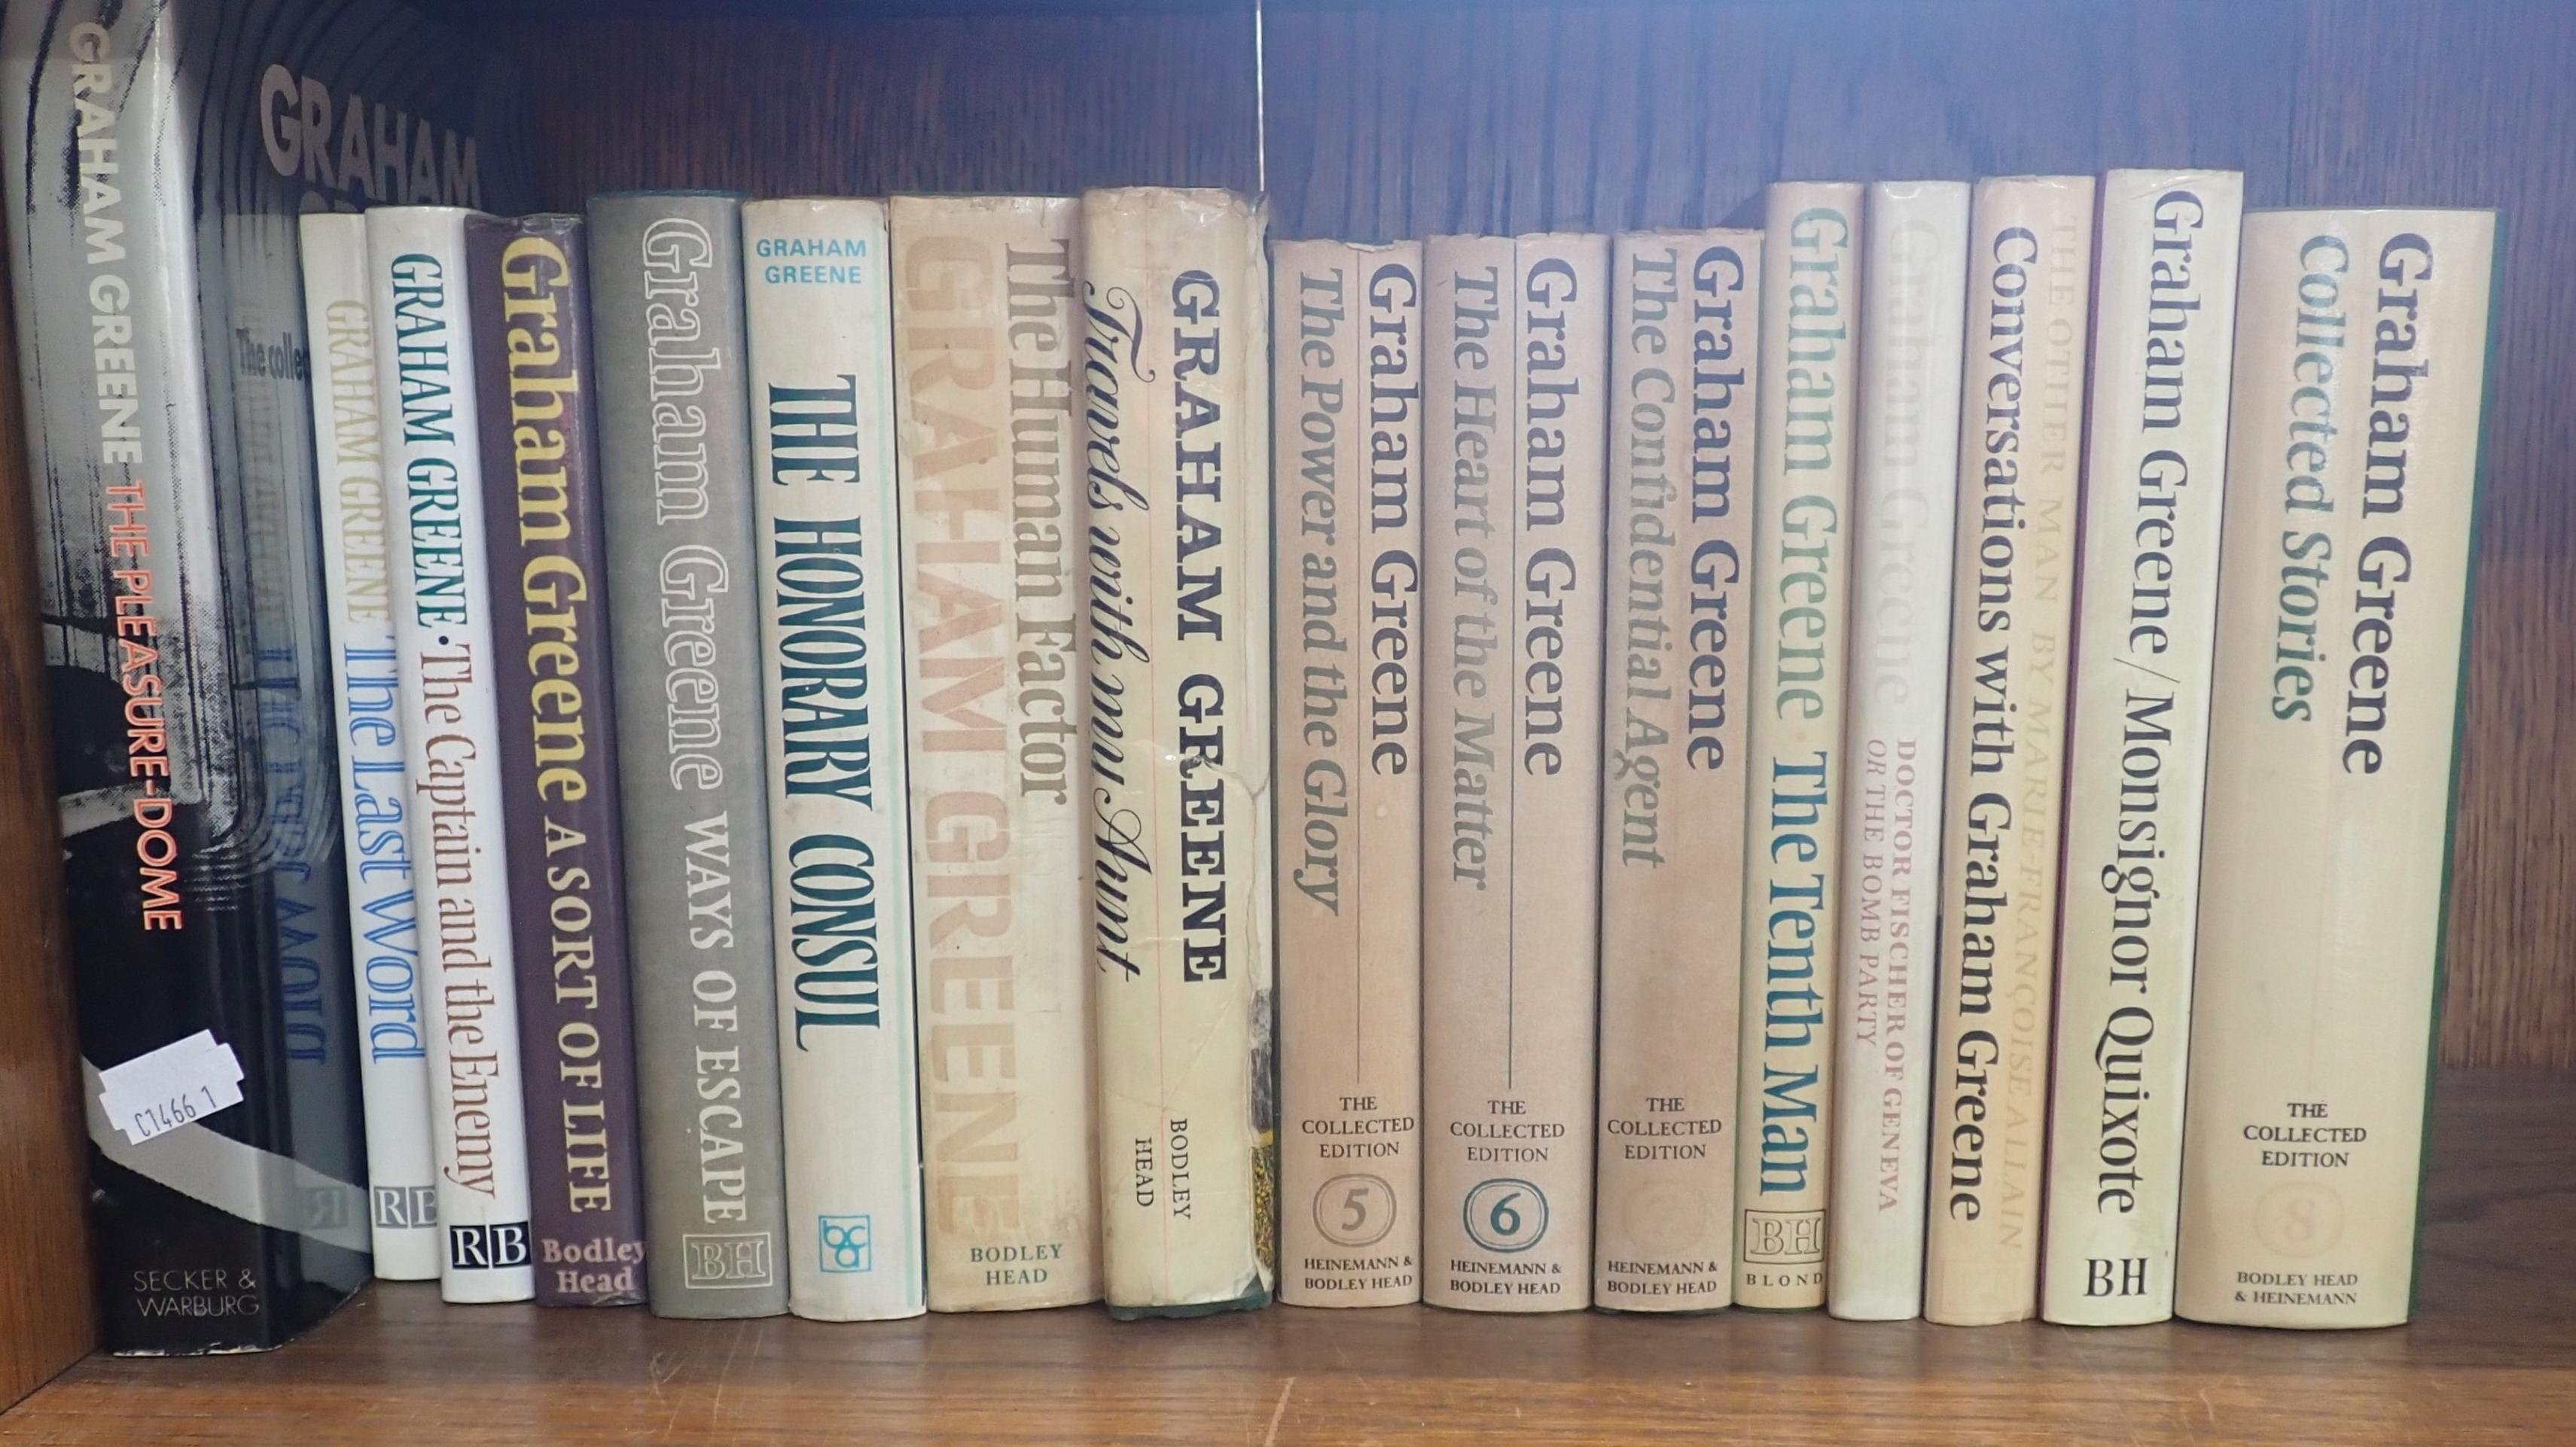 GRAHAM GREENE THE PLEASURE-DOME
C1466 1
SECKER &
WARBURG
GRAHAM
The collec
GRAHAM GREENE The Last Word
RB
GRAHAM GREENE · The Captain and the Enemy
RB
Graham Greene A SORT OF LIFE
Bodley
Head
Graham Greene WAYS OF ESCAPE
BH
GRAHAM
GREENE
THE HONORARY CONSUL
bca
The Human Factor
GRAHAM GREENE
BODLEY
HEAD
GRAHAM GREENE
Travels with my Aunt
BODLEY
HEAD
Graham Greene
The Power and the Glory
THE
COLLECTED
EDITION
5
HEINEMANN &
BODLEY HEAD
Graham Greene
The Heart of the Matter
THE
COLLECTED
EDITION
6
HEINEMANN &
BODLEY HEAD
Graham Greene
The Confidential Agent
THE
COLLECTED
EDITION
HEINEMANN &
BODLEY HEAD
Graham Greene · The Tenth Man
BH
BLOND
Graham Greene
DOCTOR FISCHER OF GENEVA
OR THE BOMB PARTY
THE OTHER MAN BY MARIE-FRANÇOISE ALLAIN
Conversations with Graham Greene
Graham Greene / Monsignor Quixote
BH
Graham Greene
Collected Stories
THE
COLLECTED
EDITION
8
BODLEY HEAD
& HEINEMANN